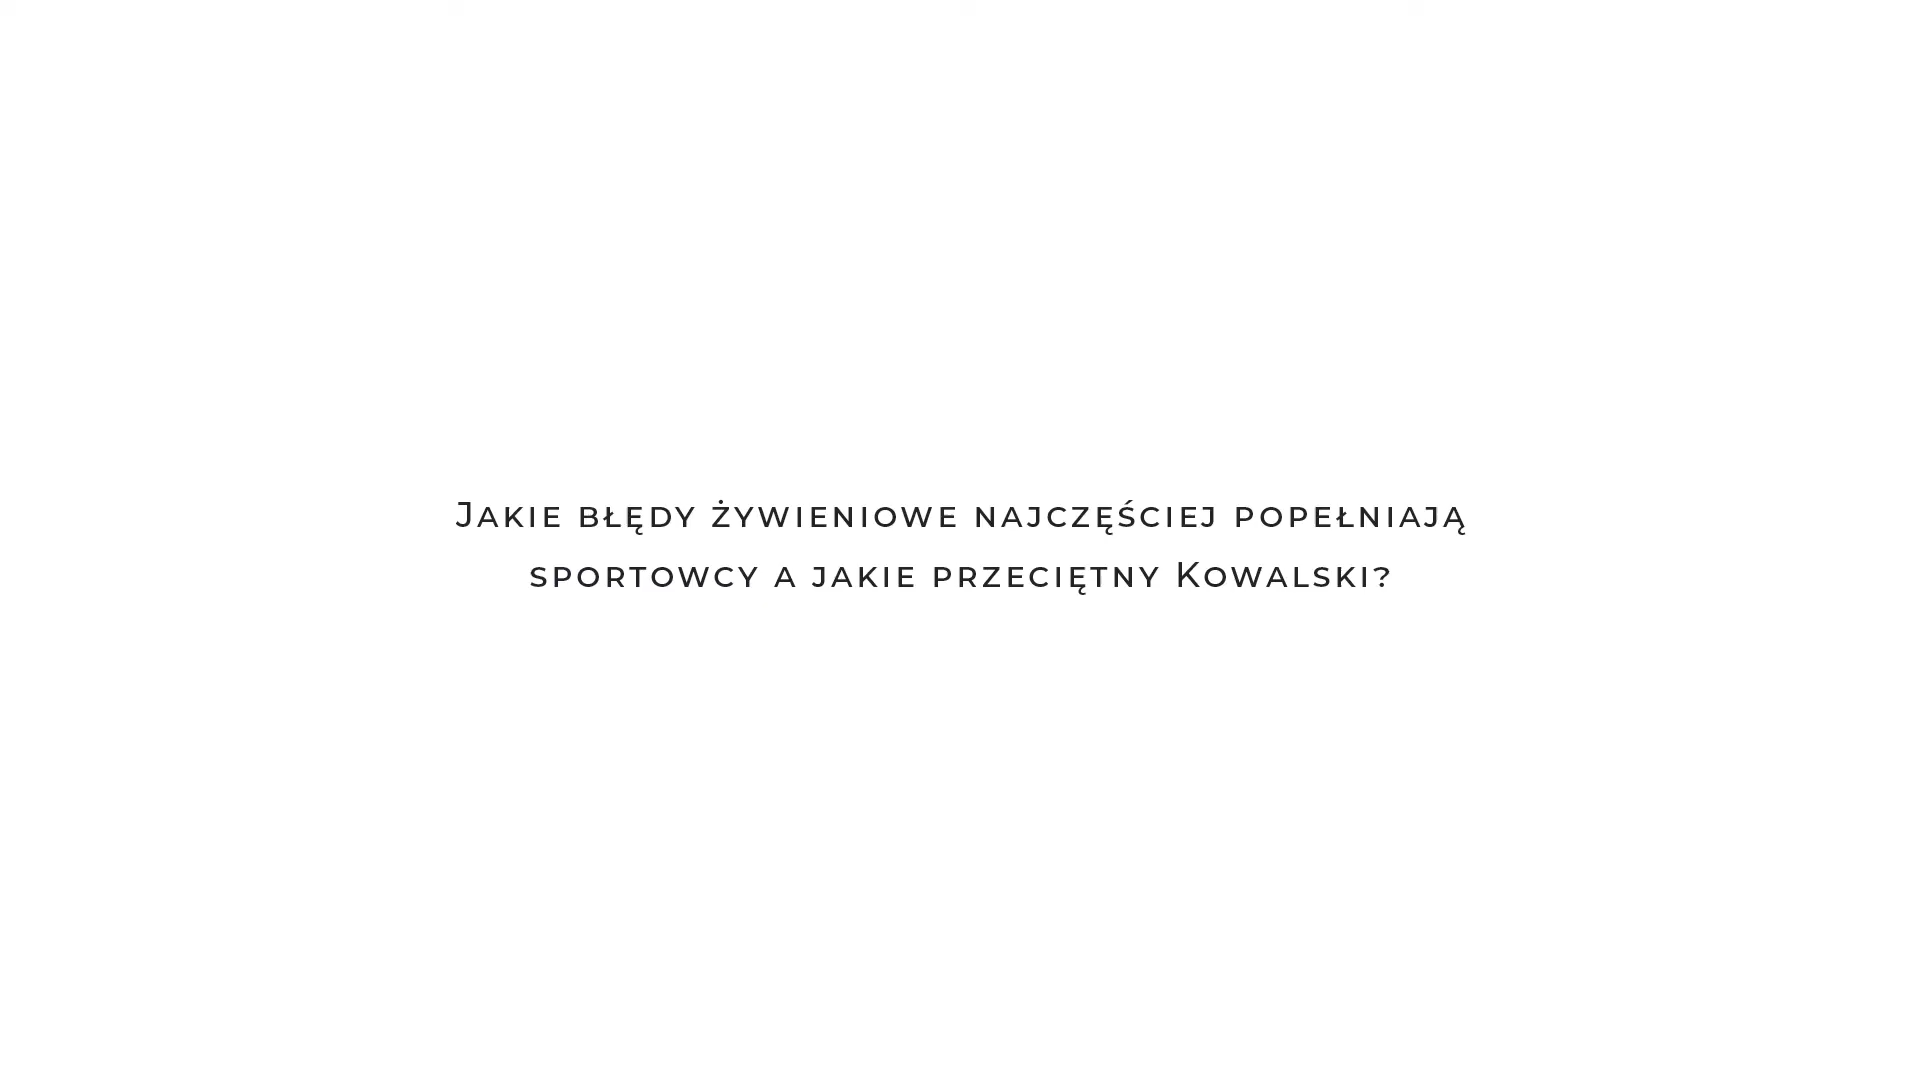 Jakie błędy żywieniowe najczęściej popełniają
sportowcy a jakie przeciętny Kowalski?